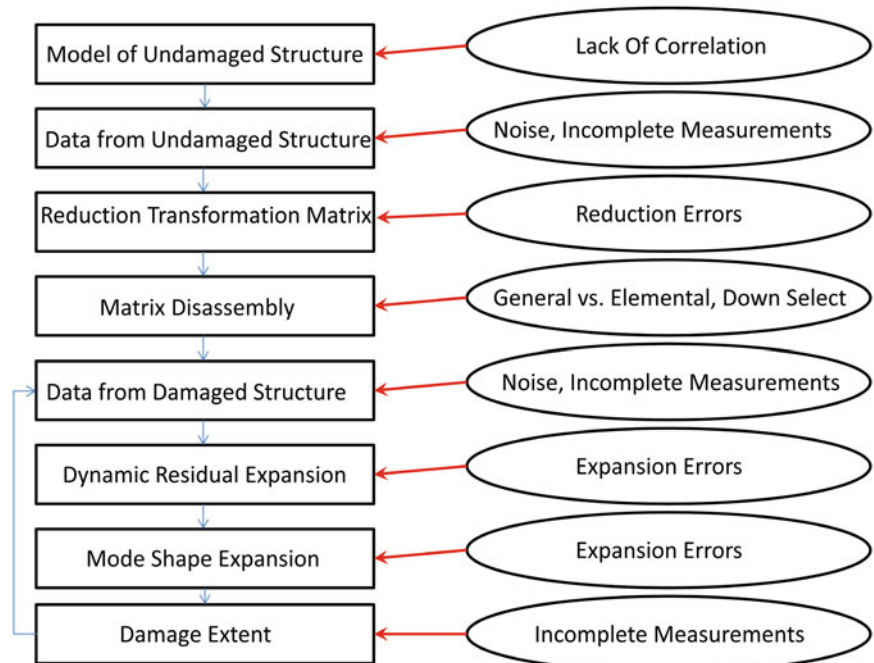 Model of Undamaged Structure
Lack Of Correlation
Data from Undamaged Structure
Noise, Incomplete Measurements
Reduction Transformation Matrix
Reduction Errors
Matrix Disassembly
General vs. Elemental, Down Select
Data from Damaged Structure
Noise, Incomplete Measurements
Dynamic Residual Expansion
Expansion Errors
Mode Shape Expansion
Expansion Errors
Damage Extent
Incomplete Measurements